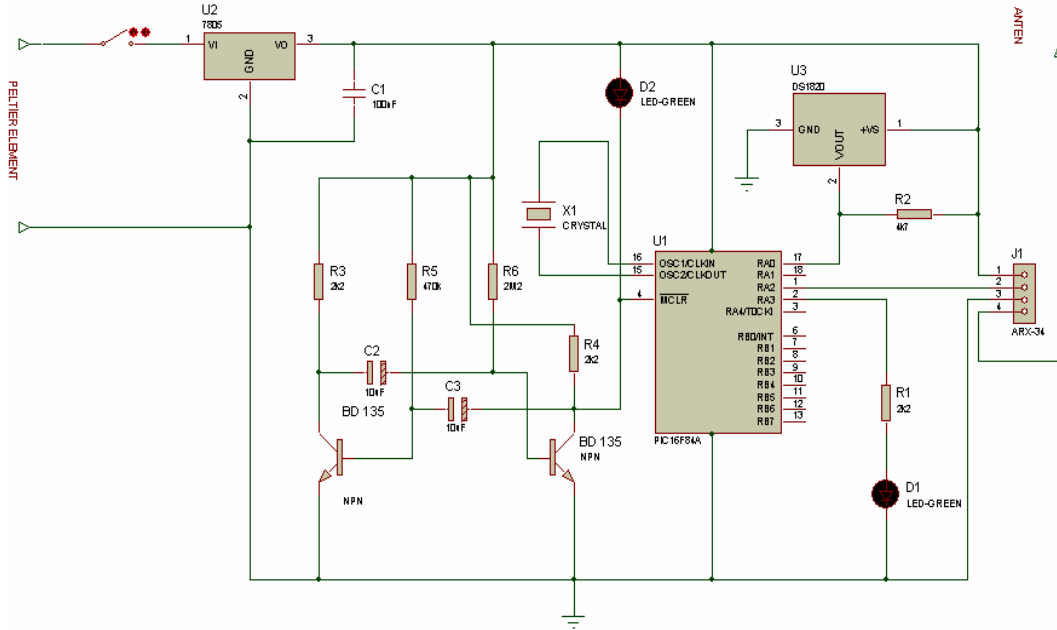 PELTİER ELEMENT
U2
7805
1
VI
VO
3
GND
2
C1
100nF
D2
LED-GREEN
ANTEN
U3
DS1820
3
GND
+VS
1
VOUT
2
R2
4k7
X1
CRYSTAL
R3
2k2
R5
470k
R6
2M2
R4
2k2
C2
10uF
C3
10uF
BD 135
NPN
BD 135
NPN
U1
16
OSC1/CLKIN
RA0
17
15
OSC2/CLKOUT
RA1
18
RA2
1
4
MCLR
RA3
2
RA4/T0CKI
3
RB0/INT
6
RB1
7
RB2
8
RB3
9
RB4
10
RB5
11
RB6
12
RB7
13
PIC16F84A
J1
1
2
3
4
ARX-34
R1
2k2
D1
LED-GREEN